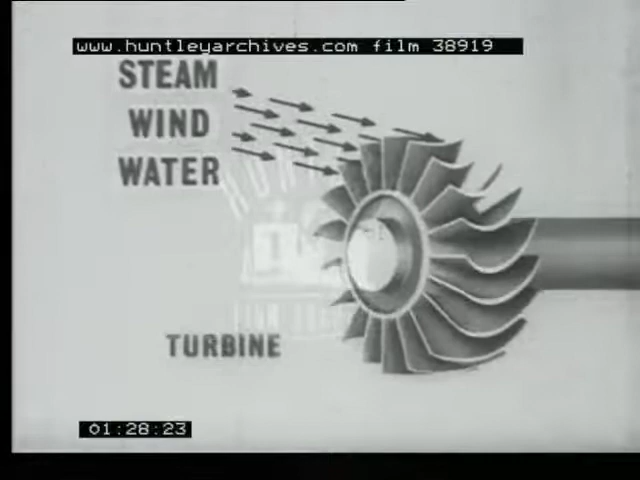 www.huntleyarchives.com film 38919
STEAM
WIND
WATER
TURBINE
01:28:23